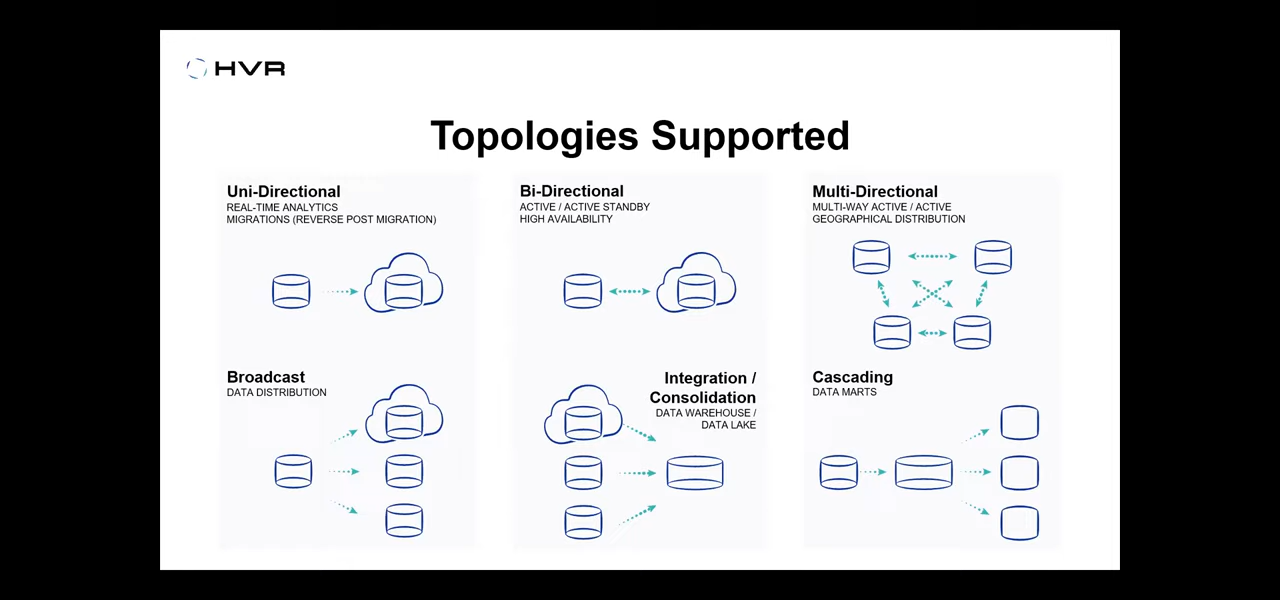 HVR
Topologies Supported
Uni-Directional
REAL-TIME ANALYTICS
MIGRATIONS (REVERSE POST MIGRATION)
Bi-Directional
ACTIVE / ACTIVE STANDBY
HIGH AVAILABILITY
Multi-Directional
MULTI-WAY ACTIVE / ACTIVE
GEOGRAPHICAL DISTRIBUTION
Broadcast
DATA DISTRIBUTION
Integration /
Consolidation
DATA WAREHOUSE /
DATA LAKE
Cascading
DATA MARTS